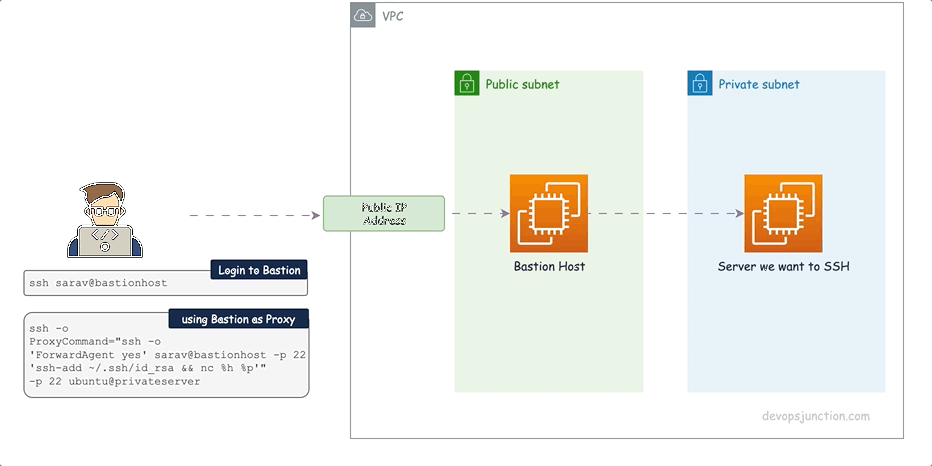 VPC
Public subnet
Private subnet
Public IP
Address
Bastion Host
Server we want to SSH
Login to Bastion
ssh sarav@bastionhost
using Bastion as Proxy
ssh -o
ProxyCommand="ssh -o
'ForwardAgent yes' sarav@bastionhost -p 22
'ssh-add ~/.ssh/id_rsa && nc %h %p'"
-p 22 ubuntu@privateserver
devopsjunction.com